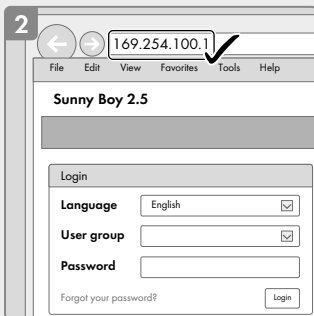 2
169.254.100.1
File Edit View Favorites Tools Help
Sunny Boy 2.5
Login
Language English
User group
Password
Forgot your password? Login